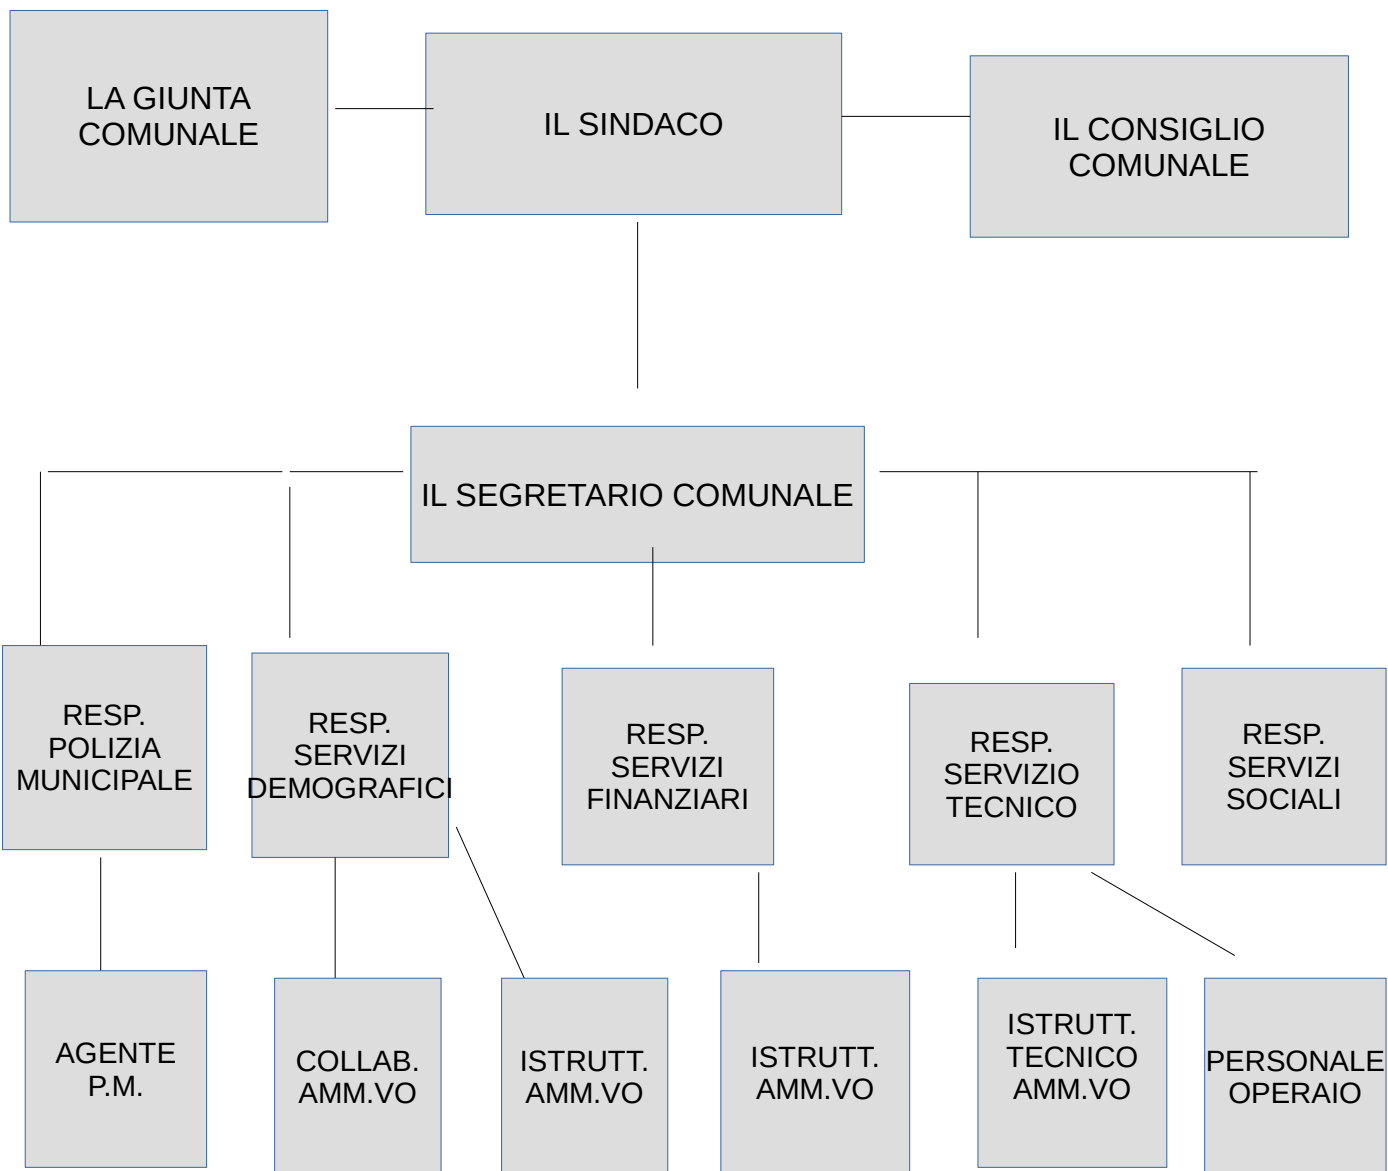 LA GIUNTA
COMUNALE
IL SINDACO
IL CONSIGLIO
COMUNALE
IL SEGRETARIO COMUNALE
RESP.
POLIZIA
MUNICIPALE
RESP.
SERVIZI
DEMOGRAFICI
RESP.
SERVIZI
FINANZIARI
RESP.
SERVIZIO
TECNICO
RESP.
SERVIZI
SOCIALI
AGENTE
P.M.
COLLAB.
AMM.VO
ISTRUTT.
AMM.VO
ISTRUTT.
AMM.VO
ISTRUTT.
TECNICO
AMM.VO
PERSONALE
OPERAIO